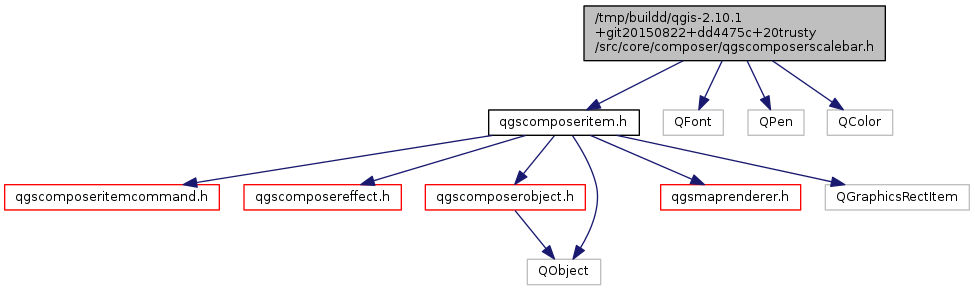 /tmp/buildd/qgis-2.10.1
+git20150822+dd4475c+20trusty
/src/core/composer/qgscomposerscalebar.h
qgscomposeritem.h
QFont
QPen
QColor
qgscomposeritemcommand.h
qgscomposereffect.h
qgscomposerobject.h
qgsmaprenderer.h
QGraphicsRectItem
QObject